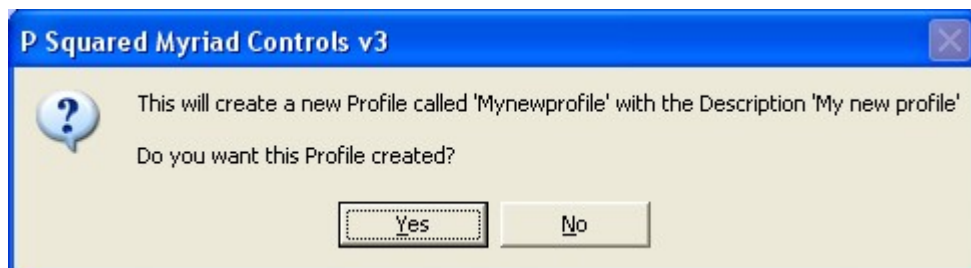 P Squared Myriad Controls v3
This will create a new Profile called 'Mynewprofile' with the Description 'My new profile'
Do you want this Profile created?
Yes No